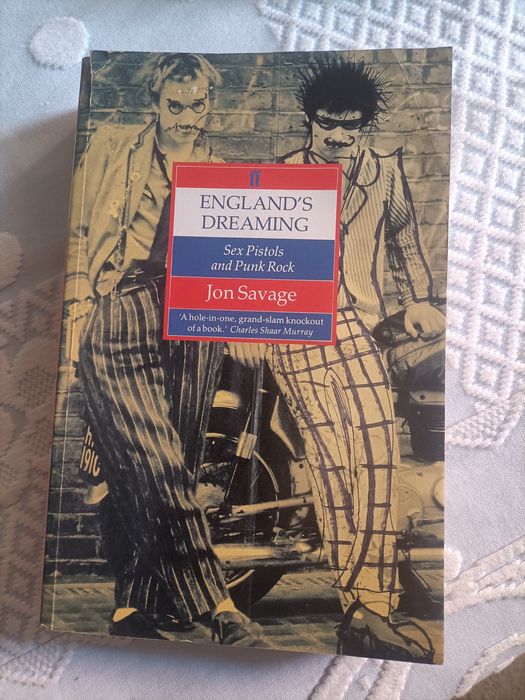 ff
ENGLAND'S
DREAMING
Sex Pistols
and Punk Rock
Jon Savage
'A hole-in-one, grand-slam knockout
of a book.' Charles Shaar Murray